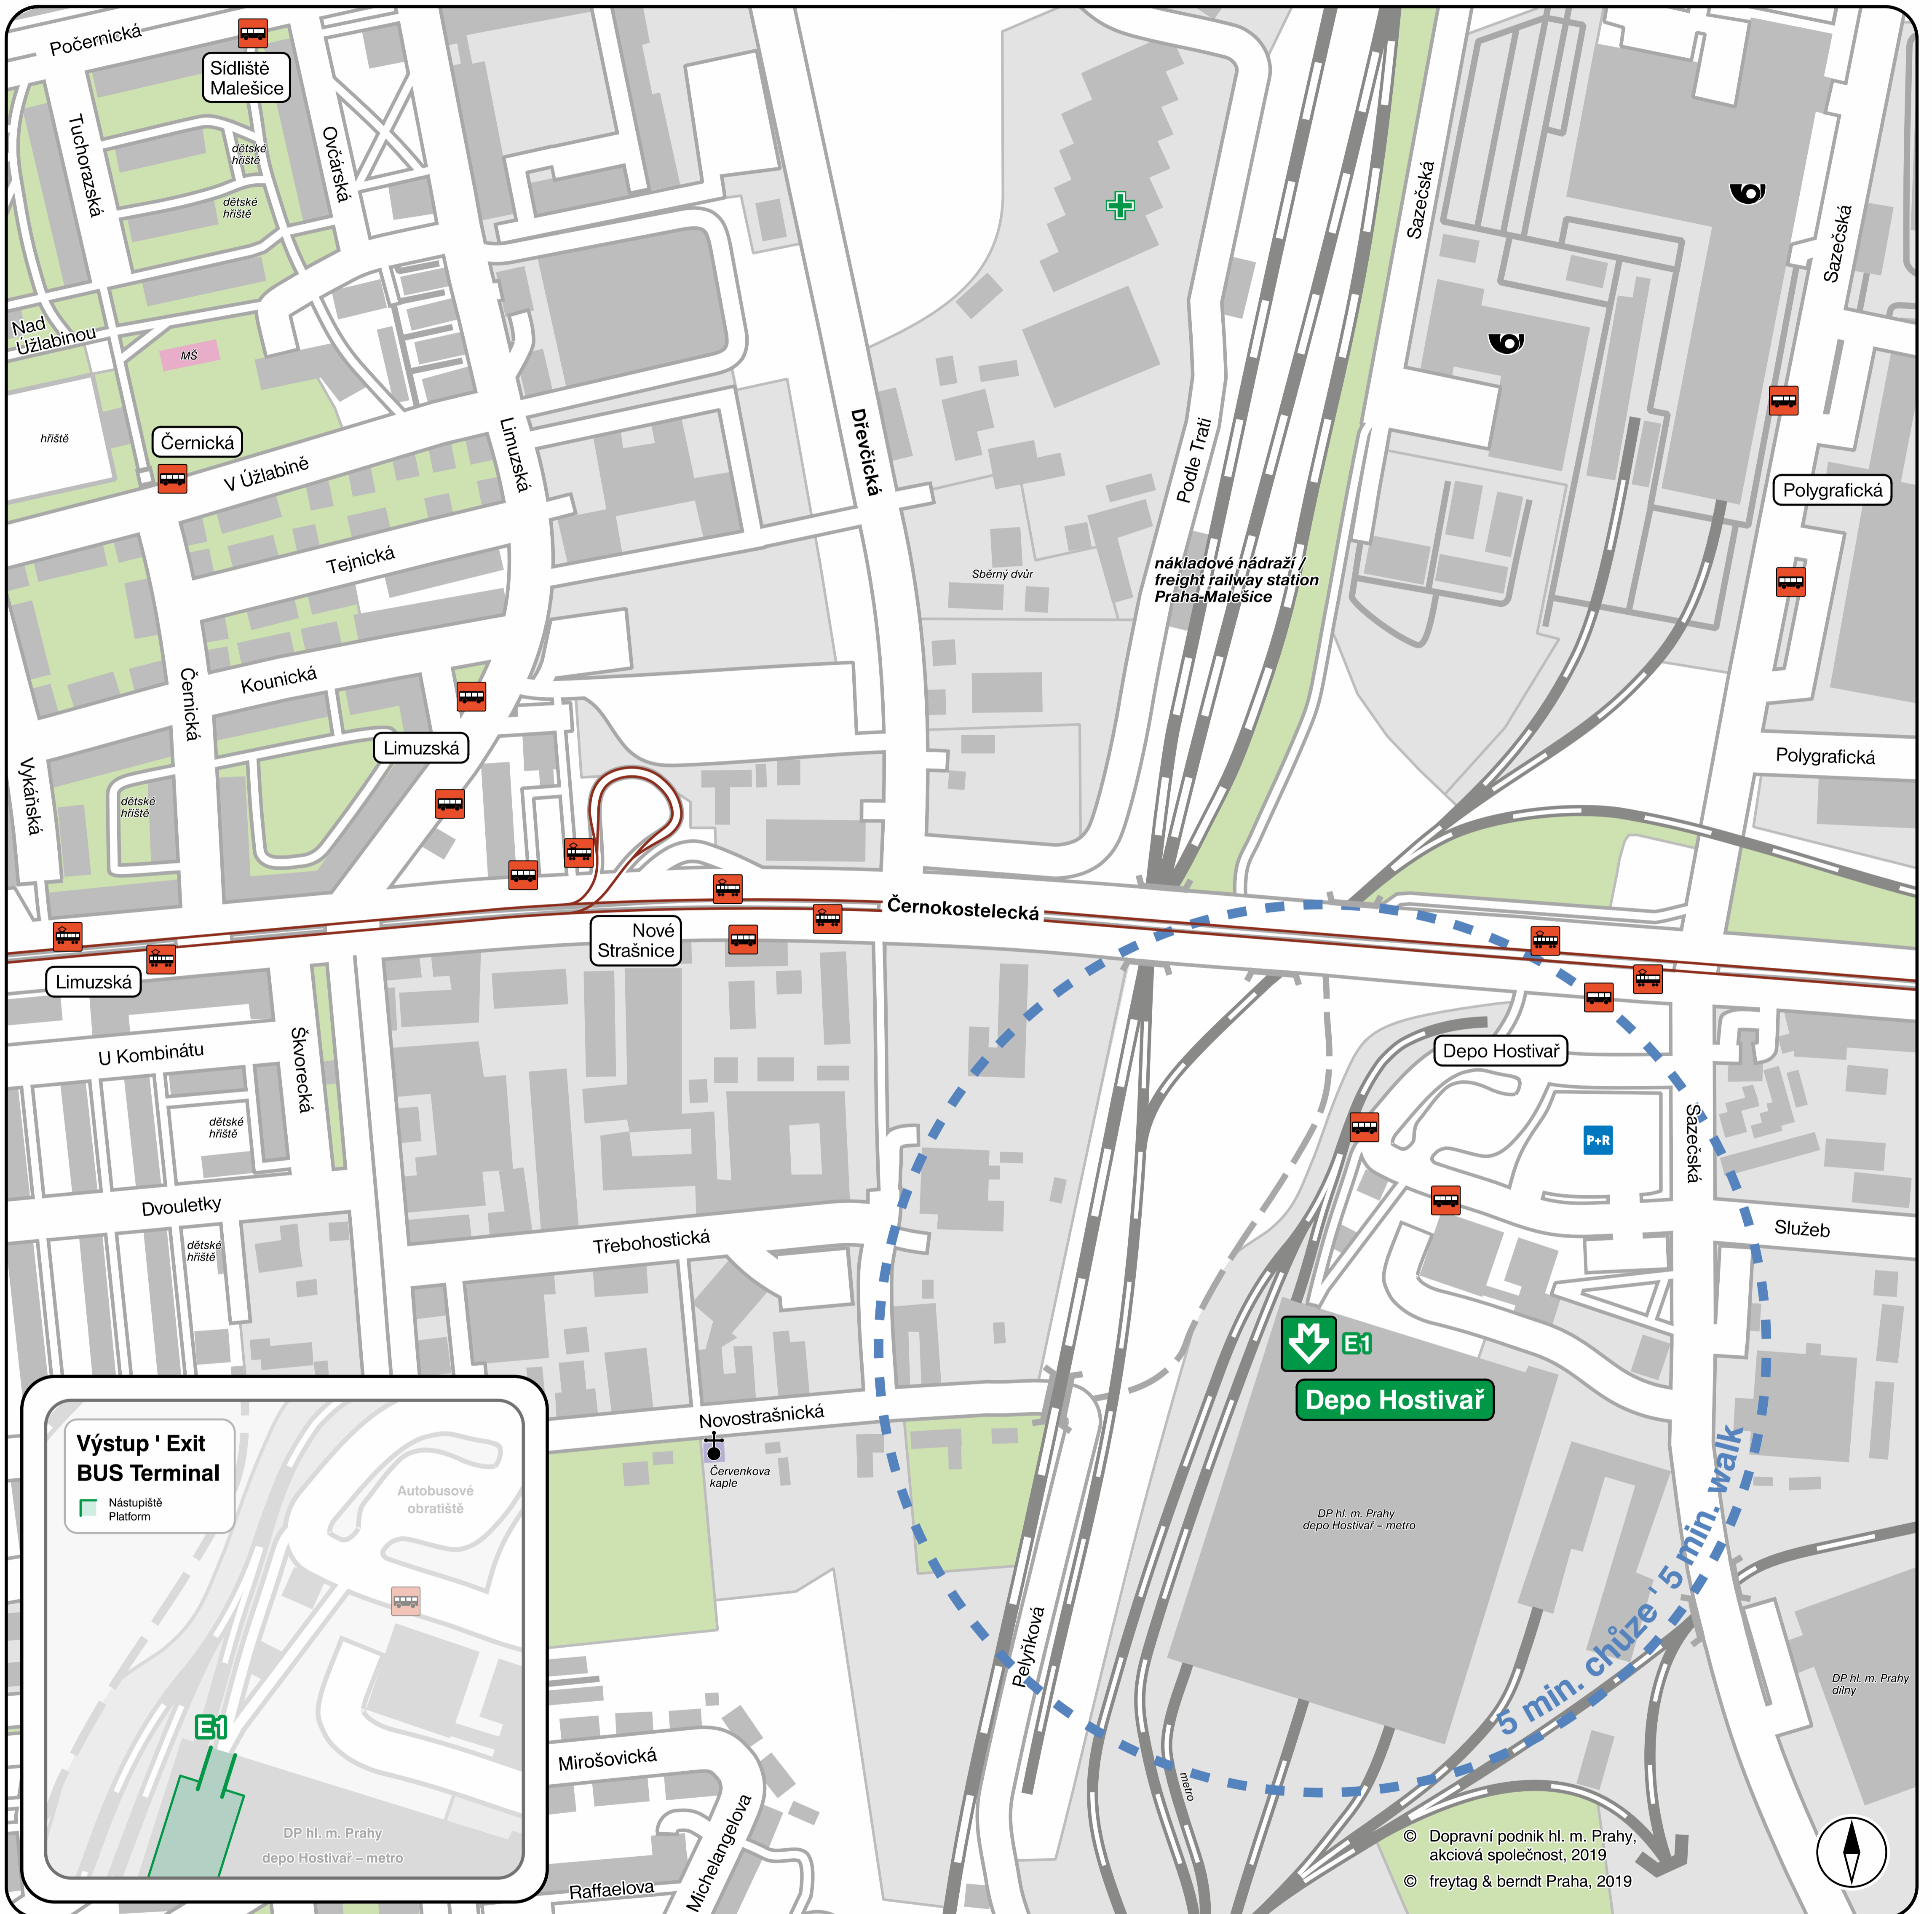 Počernická
Sídliště
Malešice
Tuchorazská
Ovčárská
dětské
hřiště
dětské
hřiště
Nad
Úžlabinou
MŠ
hřiště
Černická
V Úžlabině
Limuzská
Dřevčická
Podle Trati
Sazečská
Sazečská
Polygrafická
Tejnická
Sběrný dvůr
nákladové nádraží /
freight railway station
Praha-Malešice
Kounická
Černická
Limuzská
Polygrafická
Vykáňská
dětské
hřiště
Černokostelecká
Nové
Strašnice
Limuzská
U Kombinátu
Škvorecká
dětské
hřiště
Depo Hostivař
P+R
Sazečská
Dvouletky
dětské
hřiště
Třebohostická
Služeb
M
E1
Depo Hostivař
Novostrašnická
Červenkova
kaple
DP hl. m. Prahy
depo Hostivař – metro
5 min. chůze ' 5 min. walk
Pelyňková
DP hl. m. Prahy
dílny
metro
Mirošovická
Michelangelova
Raffaelova
Výstup ' Exit
BUS Terminal
Nástupiště
Platform
Autobusové
obratiště
E1
DP hl. m. Prahy
depo Hostivař – metro
© Dopravní podnik hl. m. Prahy,
akciová společnost, 2019
© freytag & berndt Praha, 2019